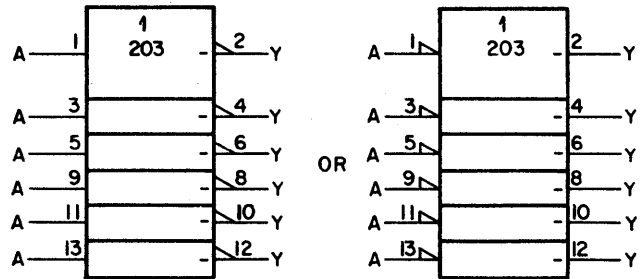 1
203
A 1 - 2 Y
A 3 - 4 Y
A 5 - 6 Y
A 9 - 8 Y
A 11 - 10 Y
A 13 - 12 Y
OR
1
203
A 1 - 2 Y
A 3 - 4 Y
A 5 - 6 Y
A 9 - 8 Y
A 11 - 10 Y
A 13 - 12 Y